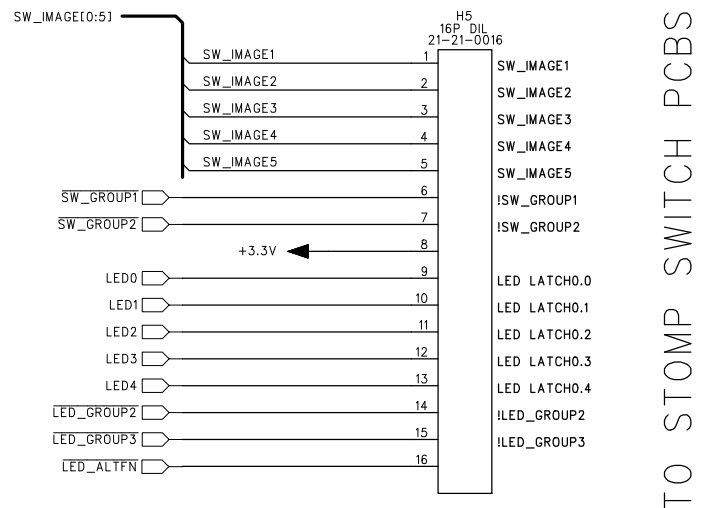 SW_IMAGE[0:5]
H5
16P DIL
21-21-0016
SW_IMAGE1 1 SW_IMAGE1
SW_IMAGE2 2 SW_IMAGE2
SW_IMAGE3 3 SW_IMAGE3
SW_IMAGE4 4 SW_IMAGE4
SW_IMAGE5 5 SW_IMAGE5
SW_GROUP1 6 !SW_GROUP1
SW_GROUP2 7 !SW_GROUP2
+3.3V 8
LED0 9 LED LATCH0.0
LED1 10 LED LATCH0.1
LED2 11 LED LATCH0.2
LED3 12 LED LATCH0.3
LED4 13 LED LATCH0.4
LED_GROUP2 14 !LED_GROUP2
LED_GROUP3 15 !LED_GROUP3
LED_ALTFN 16
TO STOMP SWITCH PCBS